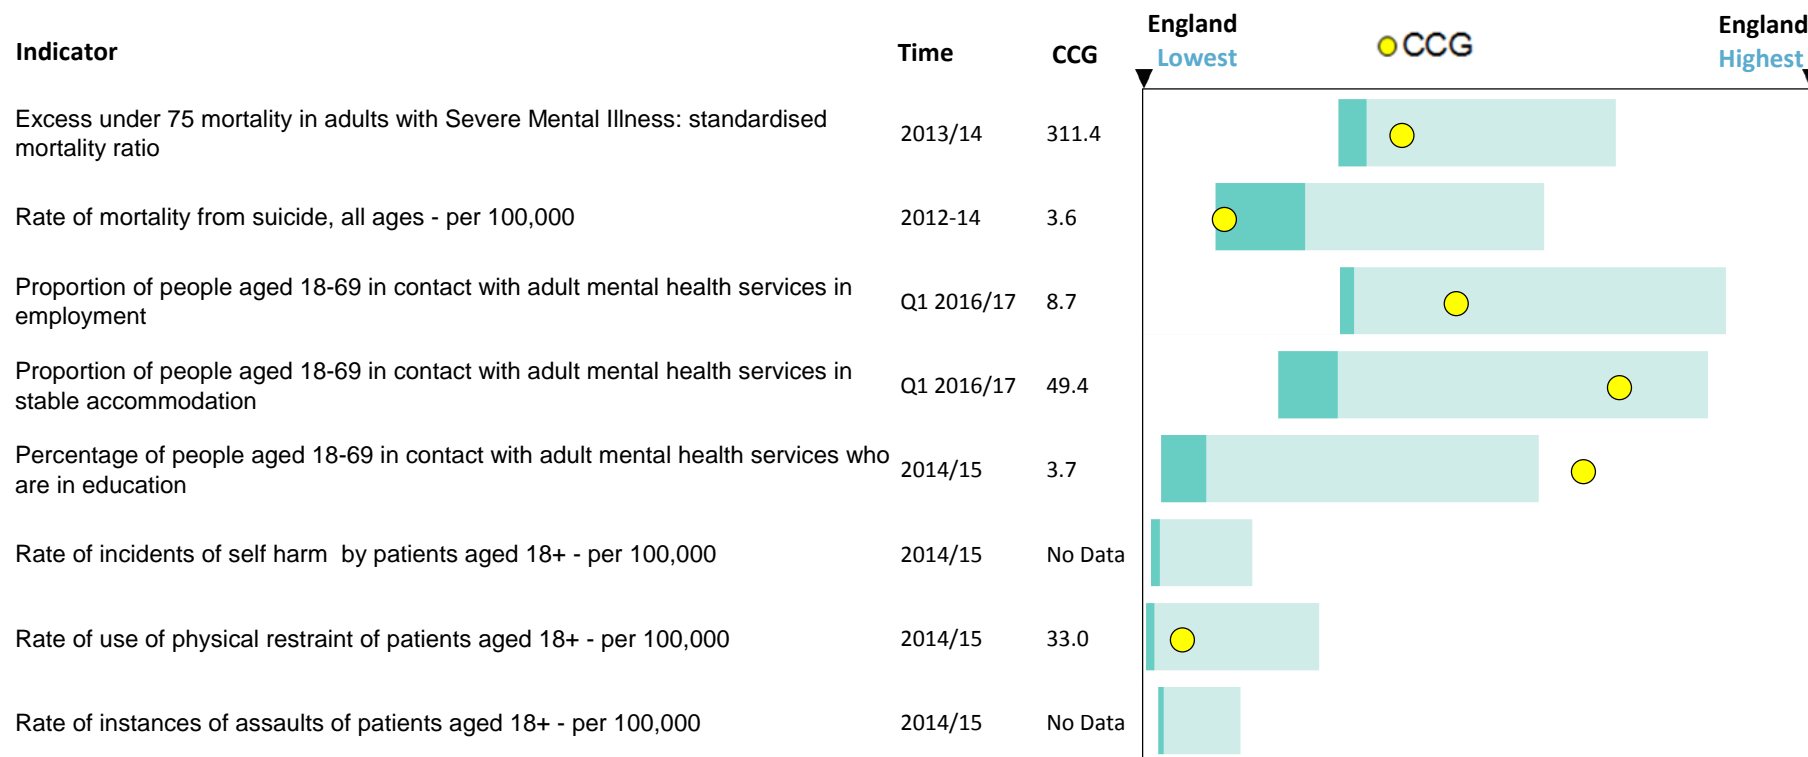 Indicator Time CCG England Lowest CCG England Highest
Excess under 75 mortality in adults with Severe Mental Illness: standardised
mortality ratio
2013/14 311.4
Rate of mortality from suicide, all ages - per 100,000 2012-14 3.6
Proportion of people aged 18-69 in contact with adult mental health services in
employment
Q1 2016/17 8.7
Proportion of people aged 18-69 in contact with adult mental health services in
stable accommodation
Q1 2016/17 49.4
Percentage of people aged 18-69 in contact with adult mental health services who
are in education
2014/15 3.7
Rate of incidents of self harm  by patients aged 18+ - per 100,000 2014/15 No Data
Rate of use of physical restraint of patients aged 18+ - per 100,000 2014/15 33.0
Rate of instances of assaults of patients aged 18+ - per 100,000 2014/15 No Data